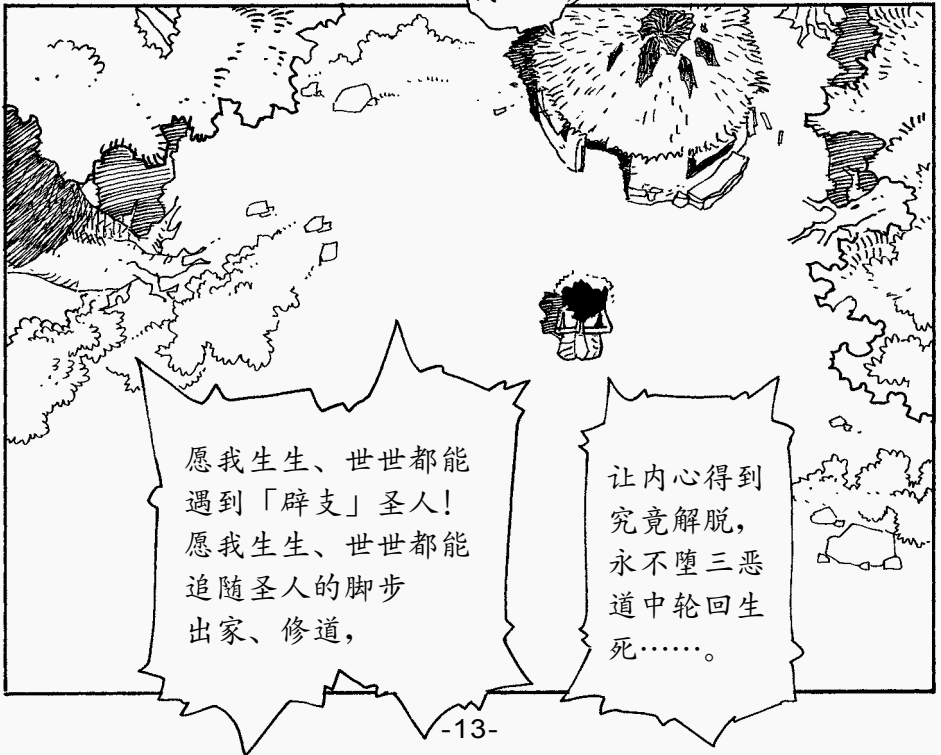 愿我生生、世世都能
遇到「辟支」圣人!
愿我生生、世世都能
追随圣人的脚步
出家、修道,
让内心得到
究竟解脱,
永不堕三恶
道中轮回生
死……。
-13-